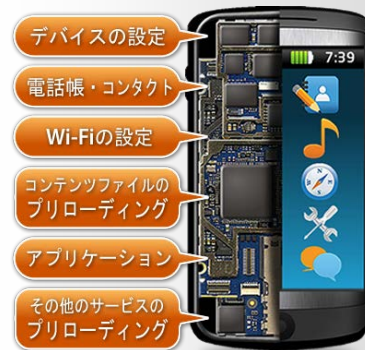 デバイスの設定
7:39
電話帳・コンタクト
Wi-Fiの設定
コンテンツファイルの
プリローディング
アプリケーション
その他のサービスの
プリローディング